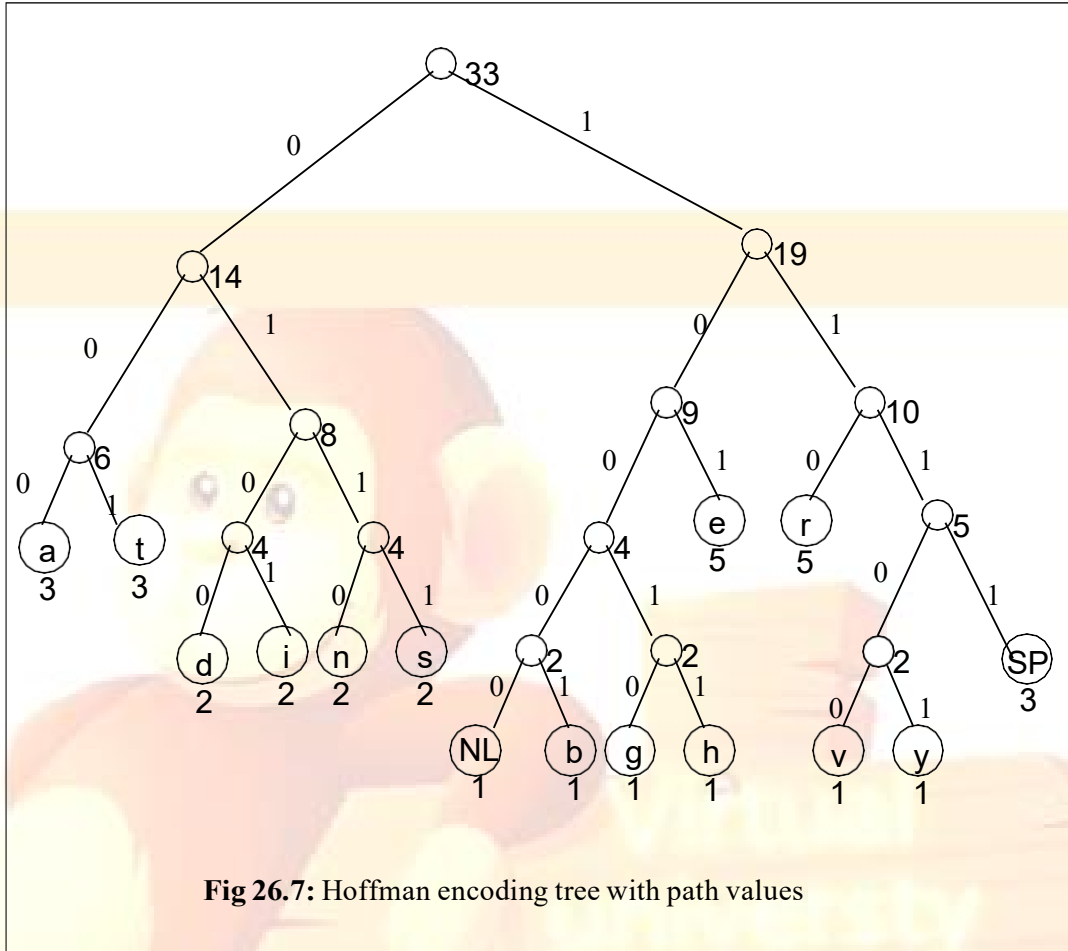 33
0 1
14 19
0 1 0 1
6 8 9 10
0 1 0 1 0 1 0 1
a t 4 4 4 e r 5
3 3 5 5
0 1 0 1 0 1 0 1
d i n s 2 2 2 SP
2 2 2 2 3
0 1 0 1 0 1
NL b g h v y
1 1 1 1 1 1
Virtual
University
Fig 26.7: Hoffman encoding tree with path values